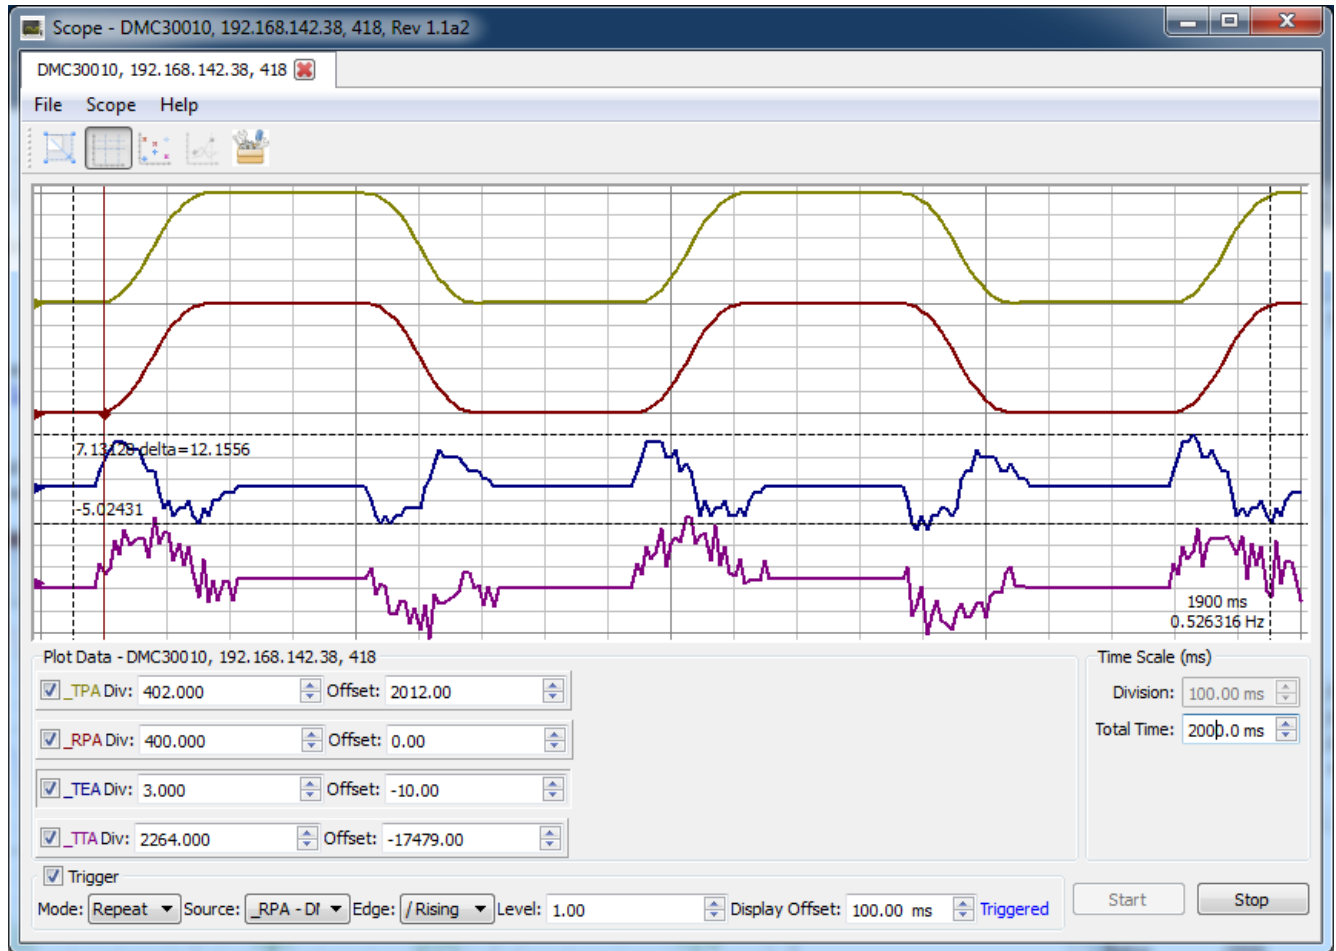 Scope - DMC30010, 192.168.142.38, 418, Rev 1.1a2
DMC30010, 192.168.142.38, 418
File Scope Help
7.13128 delta=12.1556
-5.02431
1900 ms
0.526316 Hz
Plot Data - DMC30010, 192.168.142.38, 418
Time Scale (ms)
_TPA Div: 402.000 Offset: 2012.00
Division: 100.00 ms
_RPA Div: 400.000 Offset: 0.00
Total Time: 2000.0 ms
_TEA Div: 3.000 Offset: -10.00
_TTA Div: 2264.000 Offset: -17479.00
Trigger
Mode: Repeat Source: _RPA - DI Edge: / Rising Level: 1.00 Display Offset: 100.00 ms Triggered
Start Stop